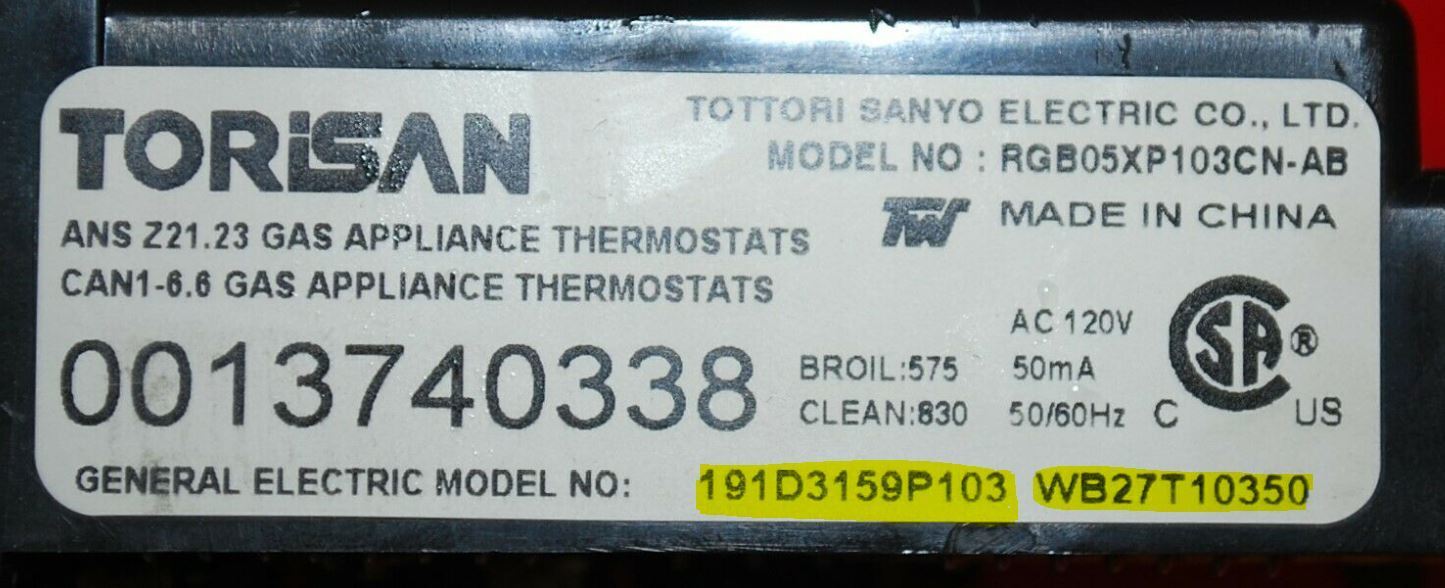 TORiSAN
TOTTORI SANYO ELECTRIC CO., LTD.
MODEL NO : RGB05XP103CN-AB
MADE IN CHINA
ANS Z21.23 GAS APPLIANCE THERMOSTATS
CAN1-6.6 GAS APPLIANCE THERMOSTATS
0013740338
BROIL:575
CLEAN:830
AC 120V
50mA
50/60Hz
C SA ® US
GENERAL ELECTRIC MODEL NO: 191D3159P103 WB27T10350